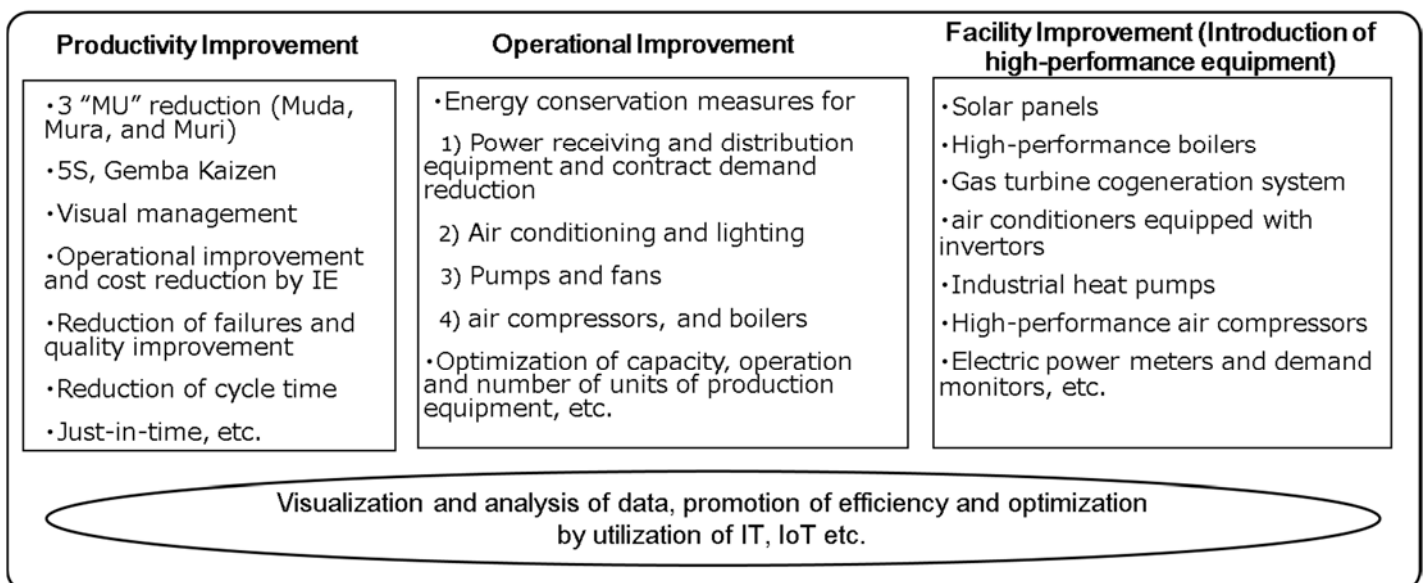 Productivity Improvement
·3 “MU” reduction (Muda,
Mura, and Muri)
·5S, Gemba Kaizen
·Visual management
·Operational improvement
and cost reduction by IE
·Reduction of failures and
quality improvement
·Reduction of cycle time
·Just-in-time, etc.
Operational Improvement
·Energy conservation measures for
1) Power receiving and distribution
equipment and contract demand
reduction
2) Air conditioning and lighting
3) Pumps and fans
4) air compressors, and boilers
·Optimization of capacity, operation
and number of units of production
equipment, etc.
Facility Improvement (Introduction of
high-performance equipment)
·Solar panels
·High-performance boilers
·Gas turbine cogeneration system
·air conditioners equipped with
invertors
·Industrial heat pumps
·High-performance air compressors
·Electric power meters and demand
monitors, etc.
Visualization and analysis of data, promotion of efficiency and optimization
by utilization of IT, IoT etc.